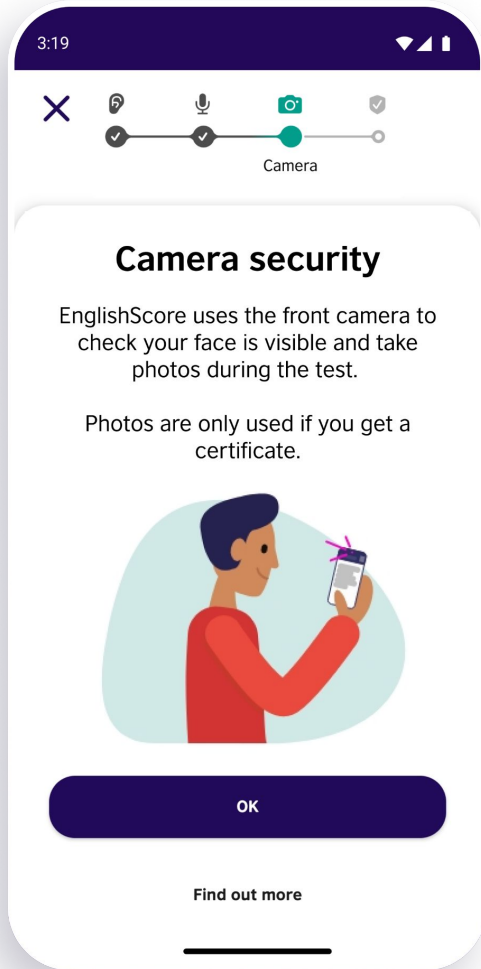 3:19
Camera
Camera security
EnglishScore uses the front camera to
check your face is visible and take
photos during the test.
Photos are only used if you get a
certificate.
OK
Find out more